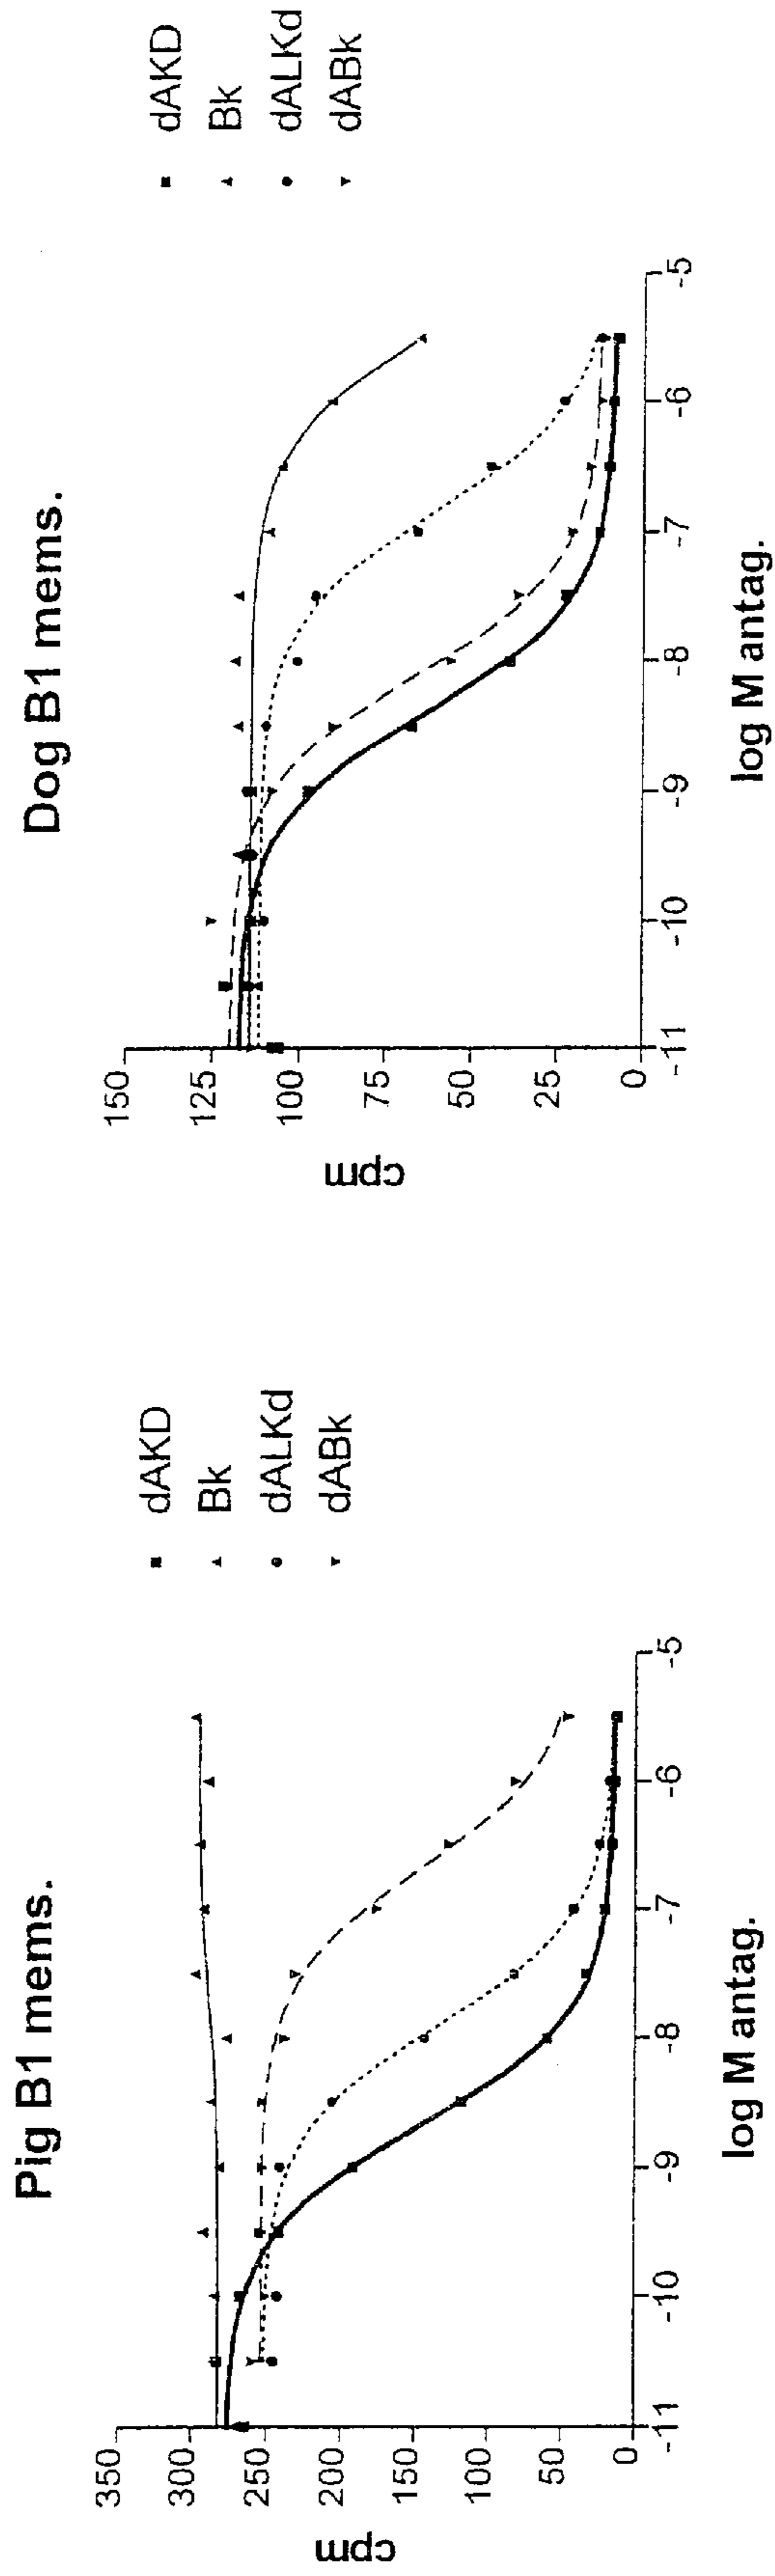 Pig B1 mems.
350
300
250
200
150
100
50
0
cpm
-11
-10
-9
-8
-7
-6
-5
log M antag.
dAKD
Bk
dALKd
dABk
Dog B1 mems.
150
125
100
75
50
25
0
cpm
-11
-10
-9
-8
-7
-6
-5
log M antag.
dAKD
Bk
dALKd
dABk